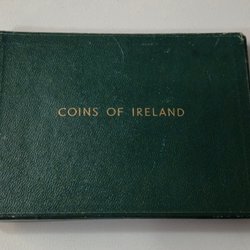 COINS OF IRELAND